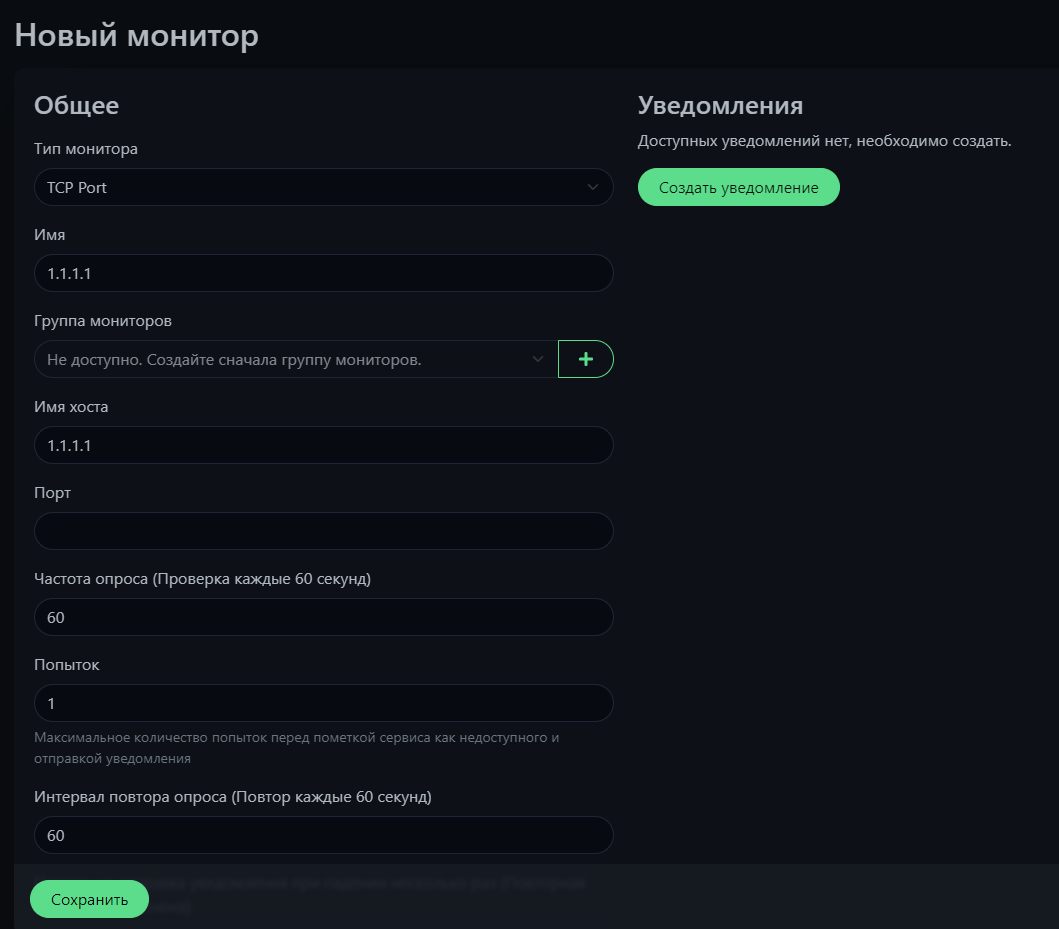 Новый монитор
Общее
Тип монитора
TCP Port
Имя
1.1.1.1
Группа мониторов
Не доступно. Создайте сначала группу мониторов.
Имя хоста
1.1.1.1
Порт
Частота опроса (Проверка каждые 60 секунд)
60
Попыток
1
Максимальное количество попыток перед пометкой сервиса как недоступного и
отправкой уведомления
Интервал повтора опроса (Повтор каждые 60 секунд)
60
Сохранить
Уведомления
Доступных уведомлений нет, необходимо создать.
Создать уведомление